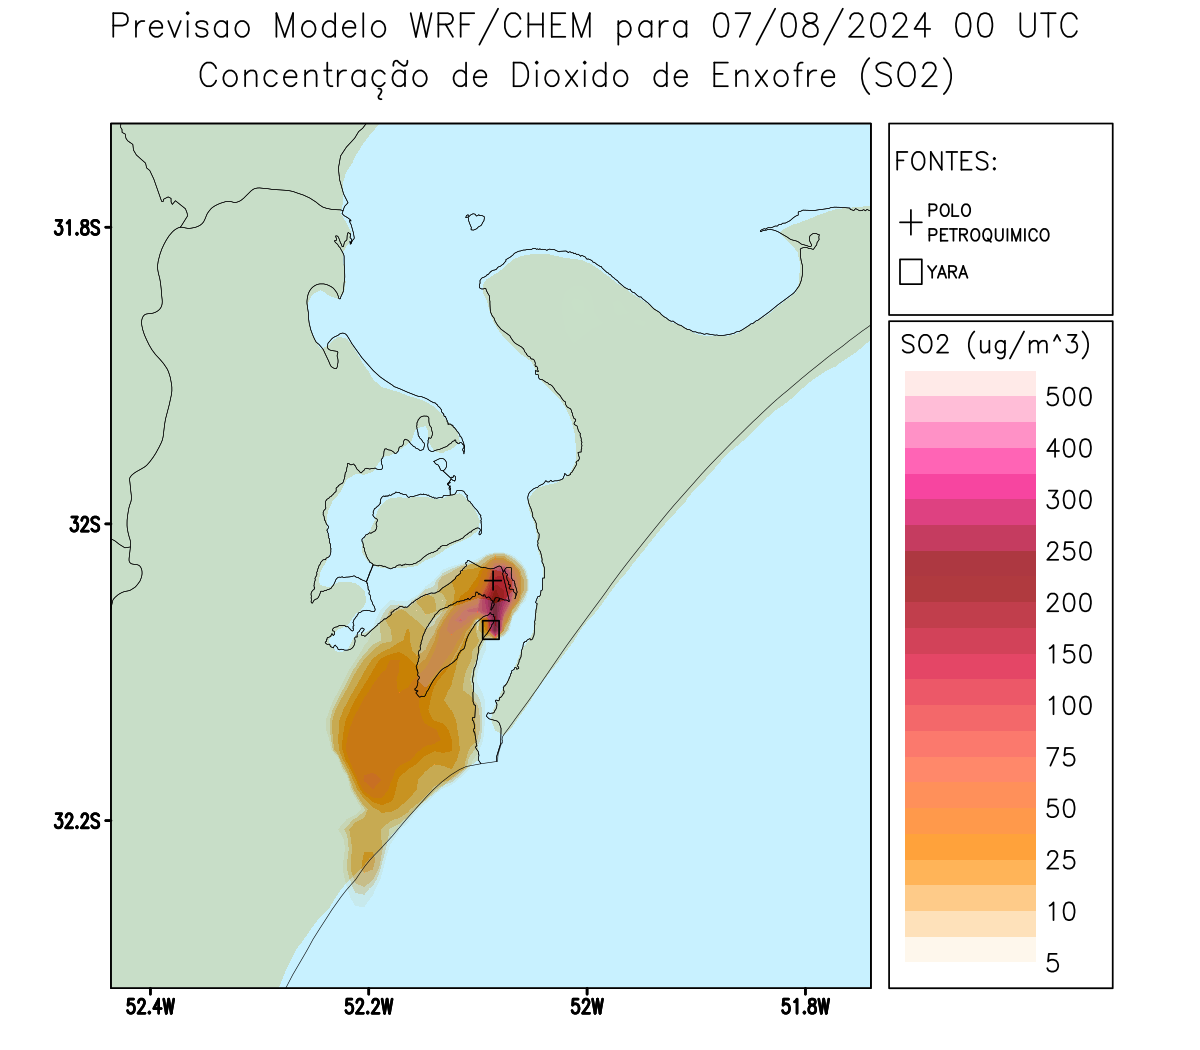 Previsao Modelo WRF/CHEM para 07/08/2024 00 UTC
Concentração de Dioxido de Enxofre (SO2)
FONTES:
POLO
PETROQUIMICO
YARA
SO2 (ug/m^3)
500
400
300
250
200
150
100
75
50
25
10
5
31.8S
32S
32.2S
52.4W
52.2W
52W
51.8W